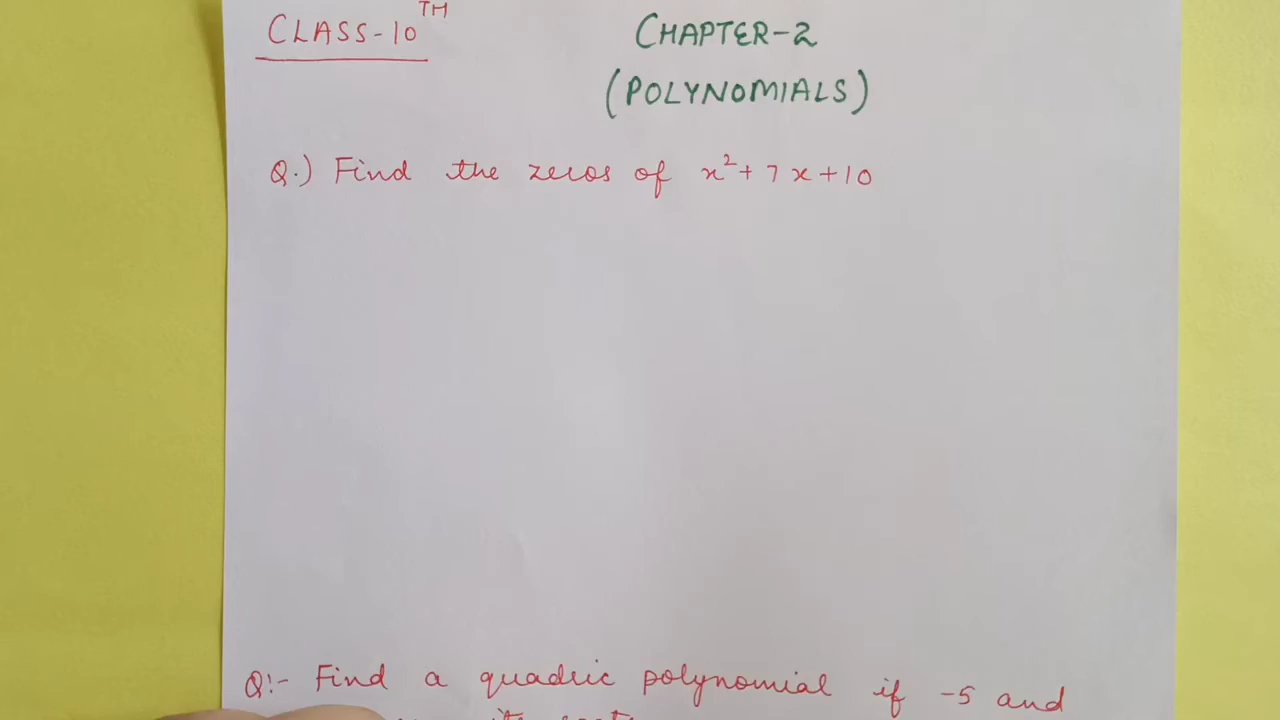 CLASS-10TH
CHAPTER-2
(POLYNOMIALS)
Q.) Find the zeros of x²+7x+10
Q:- Find a quadric polynomial if -5 and